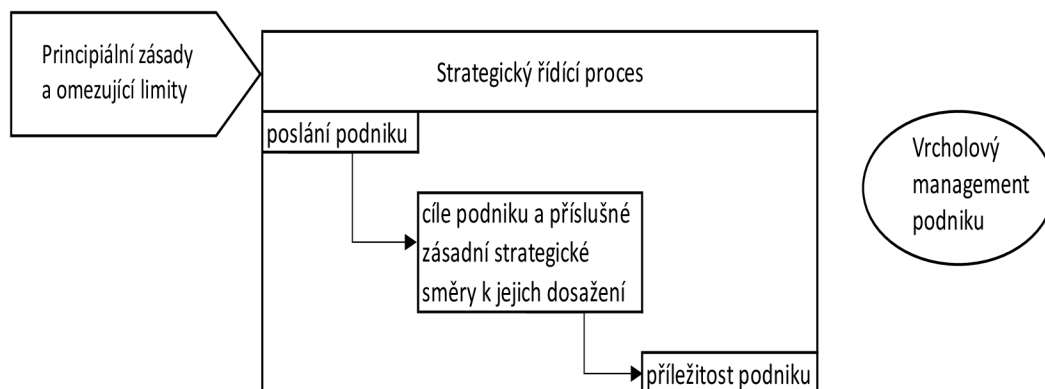 Principiální zásady
a omezující limity
Strategický řídící proces
poslání podniku
cíle podniku a příslušné
zásadní strategické
směry k jejich dosažení
příležitost podniku
Vrcholový
management
podniku